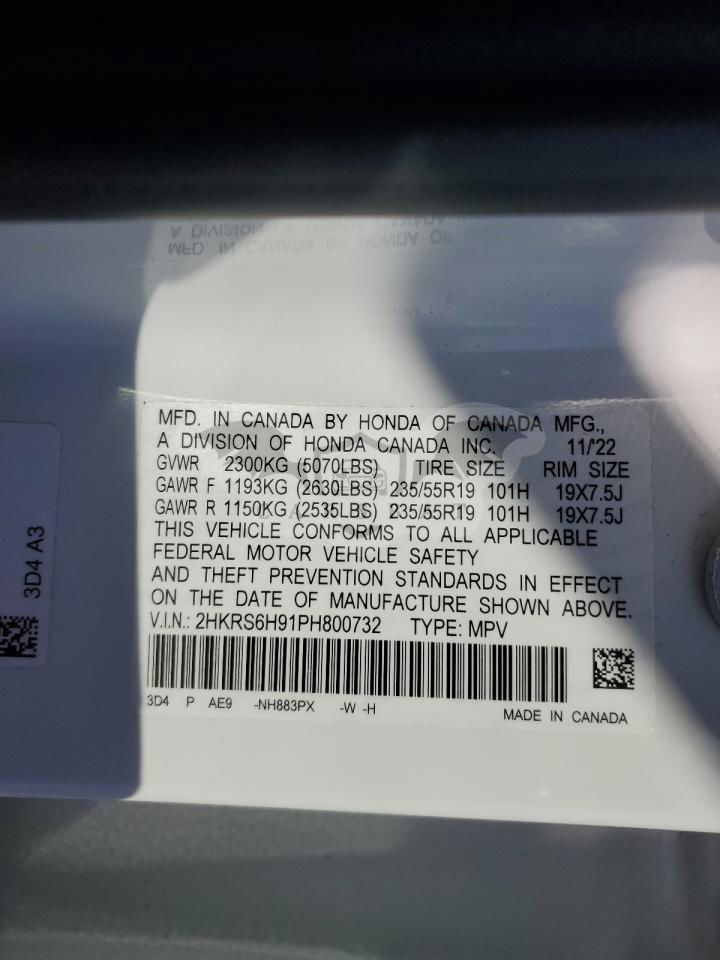 MFD. IN CANADA BY HONDA OF CANADA MFG.,
A DIVISION OF HONDA CANADA INC. 11/'22
GVWR 2300KG (5070LBS) TIRE SIZE RIM SIZE
GAWR F 1193KG (2630LBS) 235/55R19 101H 19X7.5J
GAWR R 1150KG (2535LBS) 235/55R19 101H 19X7.5J
THIS VEHICLE CONFORMS TO ALL APPLICABLE
FEDERAL MOTOR VEHICLE SAFETY
AND THEFT PREVENTION STANDARDS IN EFFECT
ON THE DATE OF MANUFACTURE SHOWN ABOVE.
V.I.N.: 2HKRS6H91PH800732 TYPE: MPV
3D4 P AE9 -NH883PX -W -H
MADE IN CANADA
3D4 A3